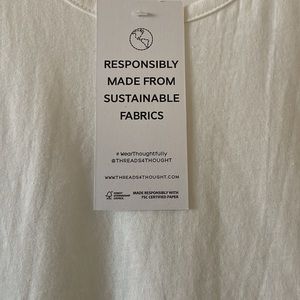 RESPONSIBLY
MADE FROM
SUSTAINABLE
FABRICS
#WearThoughtfully
@THREADS4THOUGHT
WWW.THREADS4THOUGHT.COM
MADE RESPONSIBLY WITH
FSC CERTIFIED PAPER